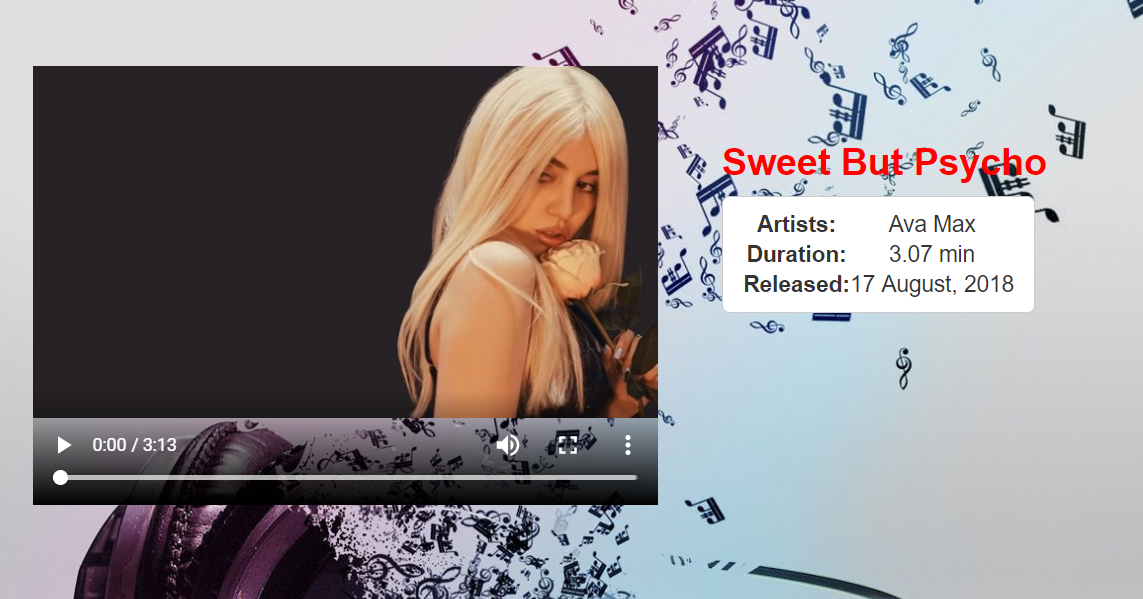 Sweet But Psycho
Artists: Ava Max
Duration: 3.07 min
Released:17 August, 2018
0:00 / 3:13